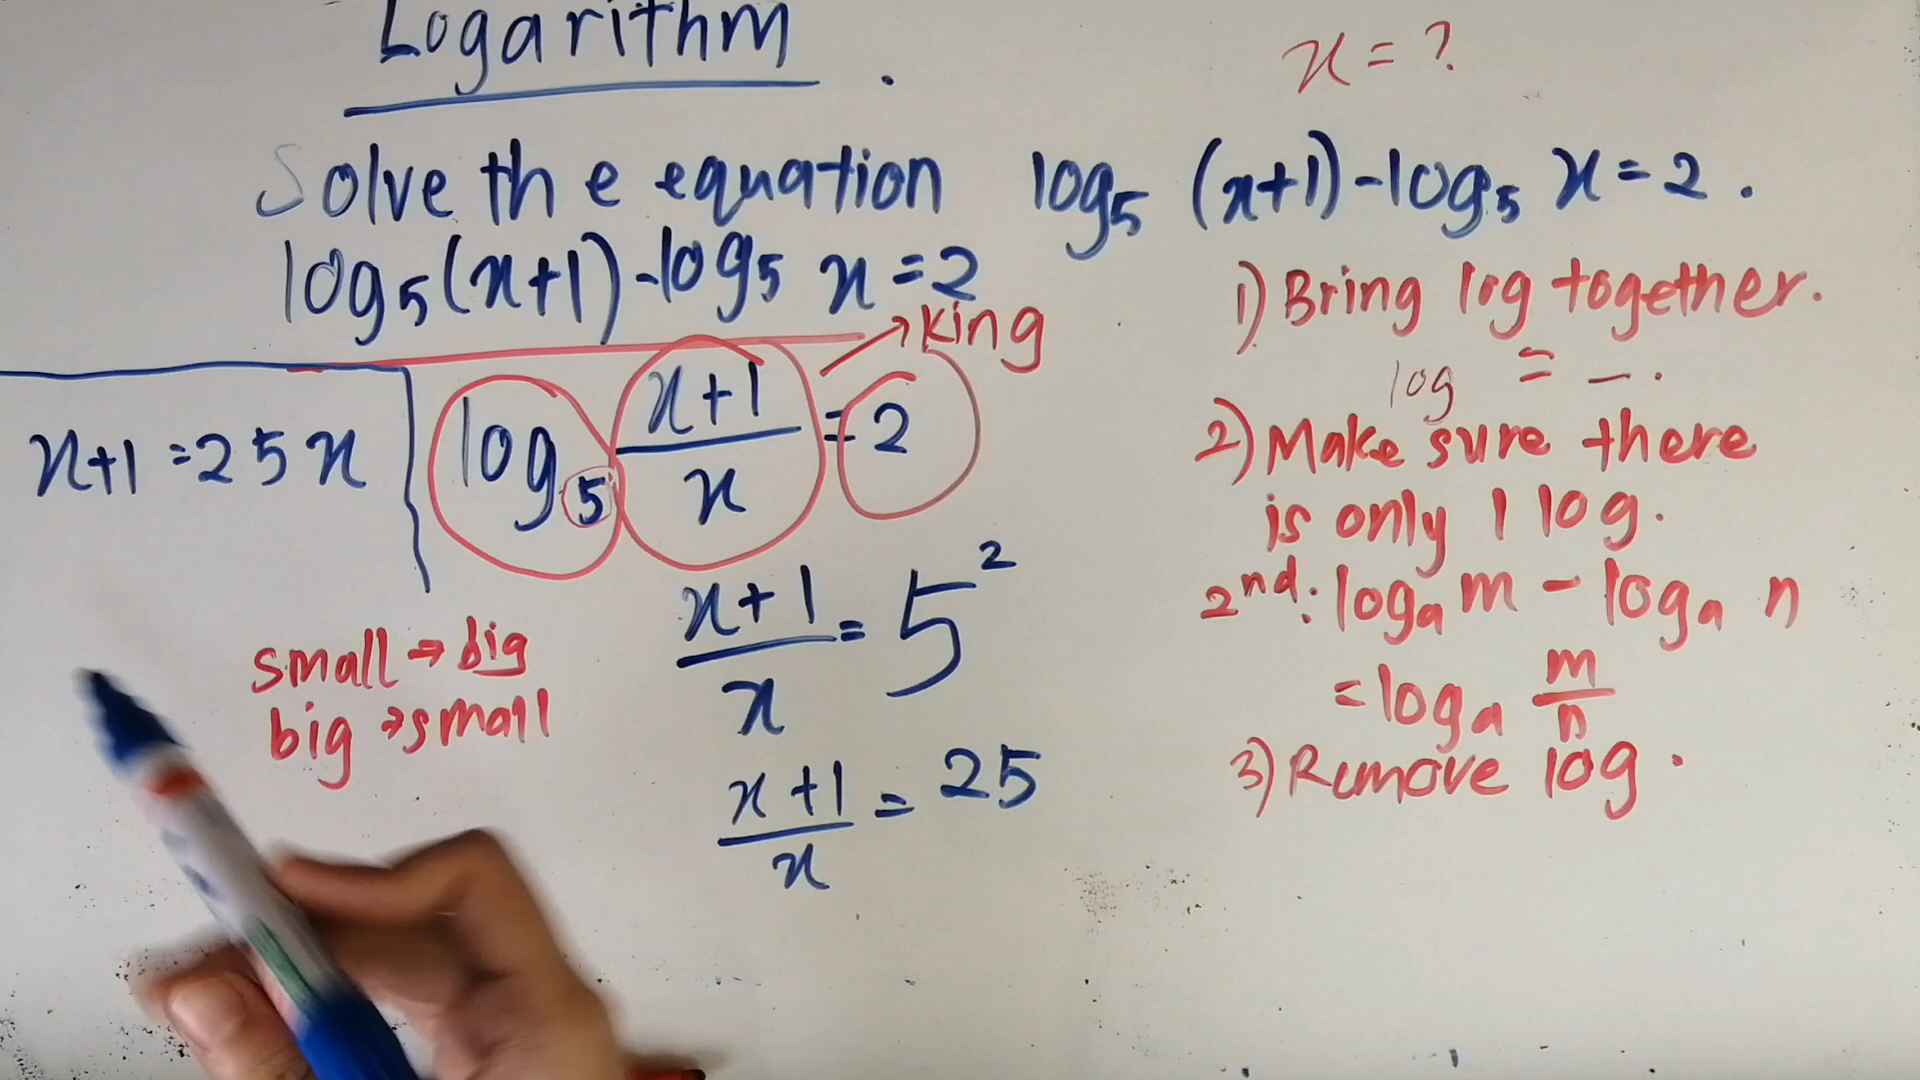 Logarithm .
x = ?
Solve the equation log₅ (x+1) - log₅ x = 2 .
log₅(x+1) - log₅ x = 2
→ king
log₅ x+1/x = 2
x+1/x = 5²
x+1/x = 25
x+1 = 25x
small → big
big → small
1) Bring log together.
log = — .
2) Make sure there
is only 1 log.
2nd: logₐ m - logₐ n
= logₐ m/n
3) Remove log .